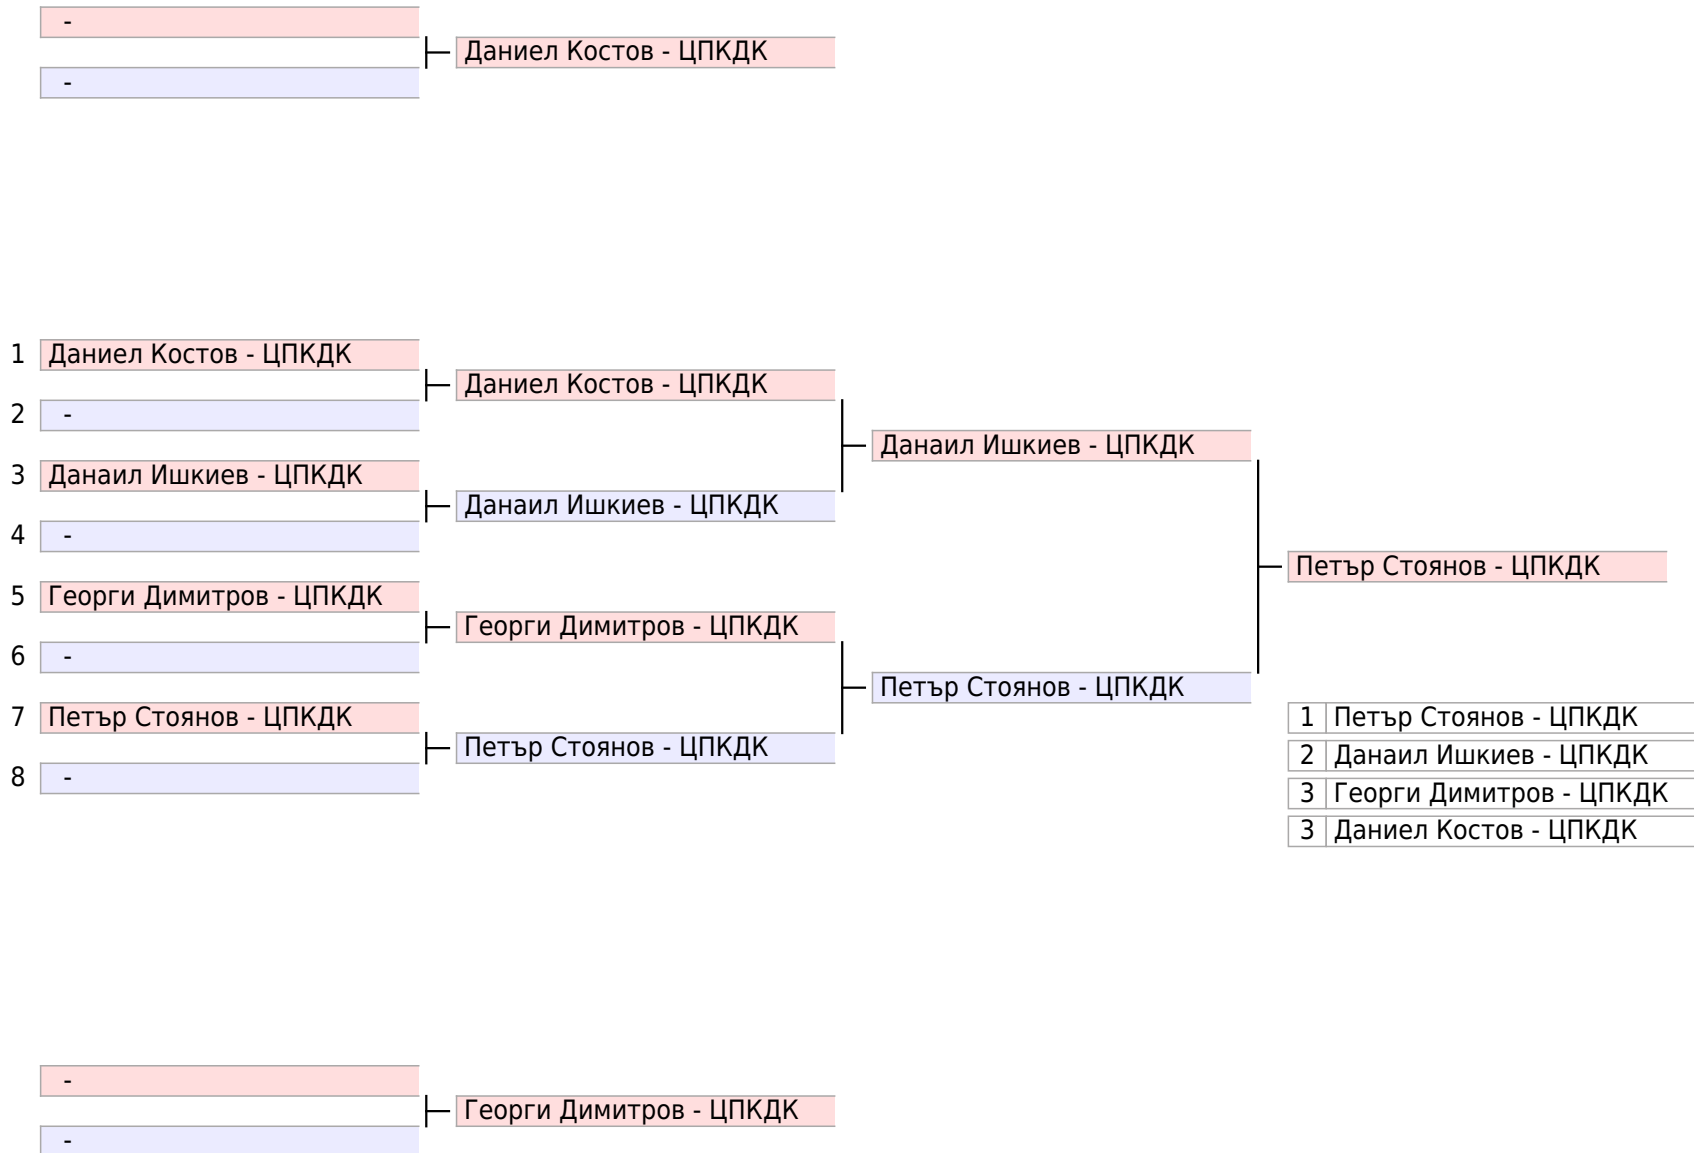 -
Даниел Костов - ЦПКДК
-
1 Даниел Костов - ЦПКДК
Даниел Костов - ЦПКДК
2 -
Данаил Ишкиев - ЦПКДК
3 Данаил Ишкиев - ЦПКДК
Данаил Ишкиев - ЦПКДК
4 -
Петър Стоянов - ЦПКДК
5 Георги Димитров - ЦПКДК
Георги Димитров - ЦПКДК
6 -
Петър Стоянов - ЦПКДК
7 Петър Стоянов - ЦПКДК
Петър Стоянов - ЦПКДК
8 -
1 Петър Стоянов - ЦПКДК
2 Данаил Ишкиев - ЦПКДК
3 Георги Димитров - ЦПКДК
3 Даниел Костов - ЦПКДК
-
Георги Димитров - ЦПКДК
-